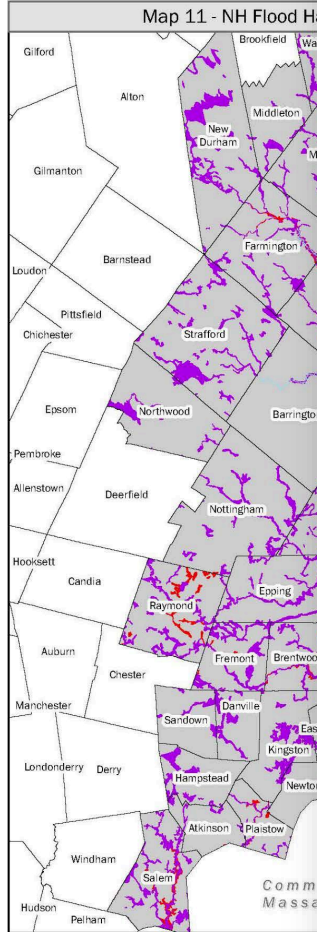 Map 11 - NH Flood Ha
Brookfield
Wa
Gilford
Alton
Middleton
New
Durham
M
Gilmanton
Farmington
Barnstead
Loudon
Pittsfield
Strafford
Chichester
Epsom
Northwood
Barringto
Pembroke
Allenstown
Deerfield
Nottingham
Hooksett
Candia
Epping
Raymond
Auburn
Fremont
Brentwoo
Chester
Manchester
Danville
Sandown
Eas
Kingston
Londonderry
Derry
Hampstead
Newton
Atkinson
Plaistow
Windham
Salem
Comm
Massa
Hudson
Pelham